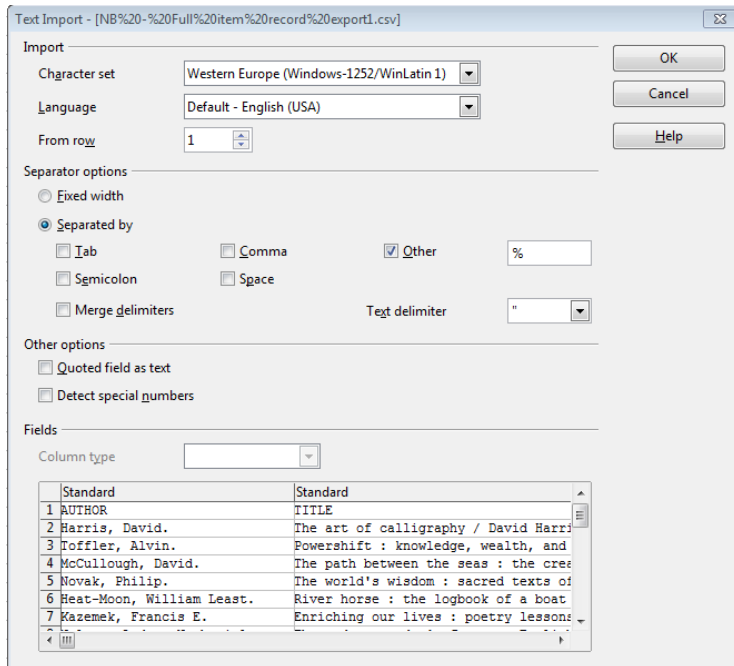 Text Import - [NB%20-%20Full%20item%20record%20export1.csv]
Import
OK
Character set
Western Europe (Windows-1252/WinLatin 1)
Cancel
Language
Default - English (USA)
Help
From row
1
Separator options
Fixed width
Separated by
Tab
Comma
Other
%
Semicolon
Space
Merge delimiters
Text delimiter
"
Other options
Quoted field as text
Detect special numbers
Fields
Column type
Standard Standard
1 AUTHOR TITLE
2 Harris, David. The art of calligraphy / David Harri
3 Toffler, Alvin. Powershift : knowledge, wealth, and
4 McCullough, David. The path between the seas : the crea
5 Novak, Philip. The world's wisdom : sacred texts of
6 Heat-Moon, William Least. River horse : the logbook of a boat
7 Kazemek, Francis E. Enriching our lives : poetry lessons